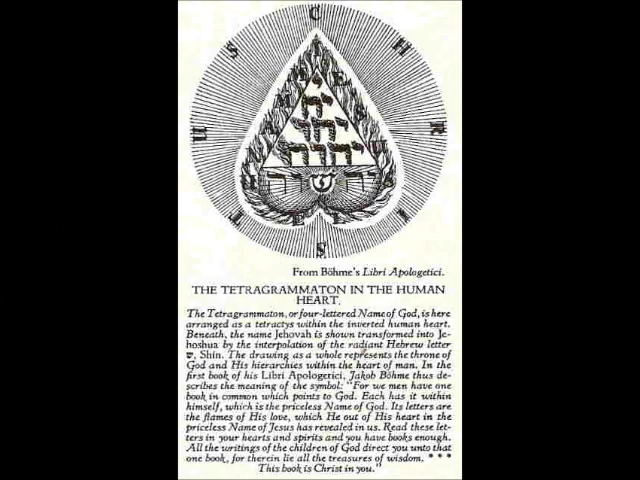 C H R I S T U S
י
יה
יהו
יהוה
ש
From Böhme's Libri Apologetici.
THE TETRAGRAMMATON IN THE HUMAN
HEART.
The Tetragrammaton, or four-lettered Name of God, is here
arranged as a tetractys within the inverted human heart.
Beneath, the name Jehovah is shown transformed into Je-
hoshua by the interpolation of the radiant Hebrew letter
ש, Shin. The drawing as a whole represents the throne of
God and His hierarchies within the heart of man. In the
first book of his Libri Apologetici, Jakob Böhme thus de-
scribes the meaning of the symbol: "For we men have one
book in common which points to God. Each has it within
himself, which is the priceless Name of God. Its letters are
the flames of His love, which He out of His heart in the
priceless Name of Jesus has revealed in us. Read these let-
ters in your hearts and spirits and you have books enough.
All the writings of the children of God direct you unto that
one book, for therein lie all the treasures of wisdom. * * *
This book is Christ in you."